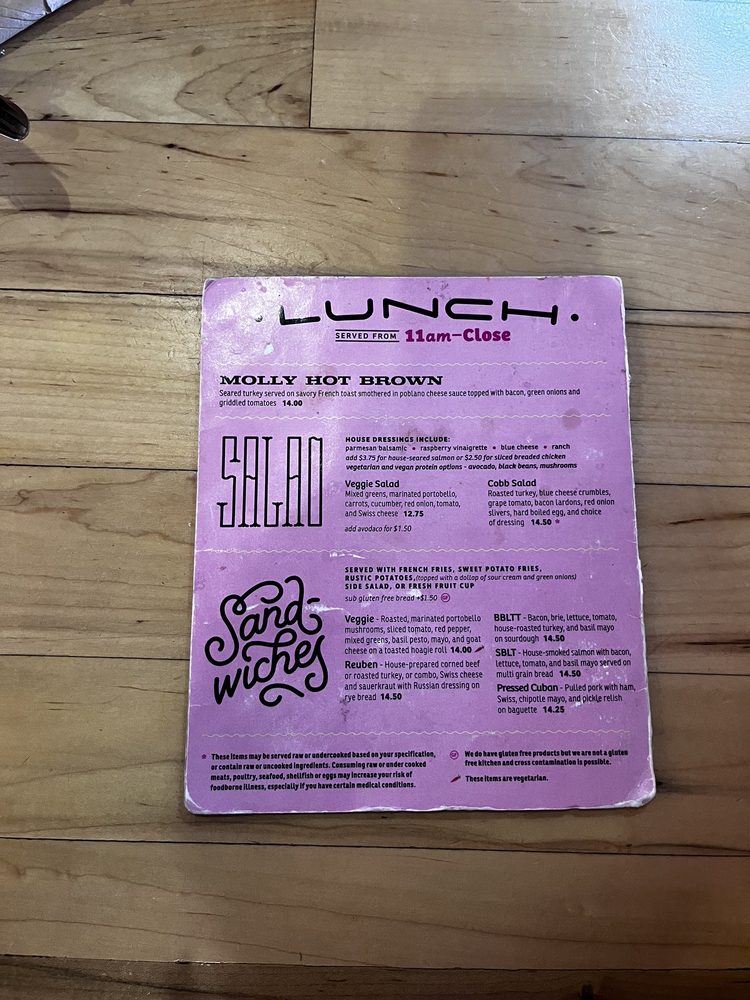 .LUNCH.
SERVED FROM 11am–Close
MOLLY HOT BROWN
Seared turkey served on savory French toast smothered in poblano cheese sauce topped with bacon, green onions and
griddled tomatoes 14.00
SALAD
HOUSE DRESSINGS INCLUDE:
parmesan balsamic • raspberry vinaigrette • blue cheese • ranch
add $3.75 for house-seared salmon or $2.50 for sliced breaded chicken
vegetarian and vegan protein options - avocado, black beans, mushrooms
Veggie Salad
Mixed greens, marinated portobello,
carrots, cucumber, red onion, tomato,
and Swiss cheese 12.75
add avodaco for $1.50
Cobb Salad
Roasted turkey, blue cheese crumbles,
grape tomato, bacon lardons, red onion
slivers, hard boiled egg, and choice
of dressing 14.50 *
Sand-
wiches
SERVED WITH FRENCH FRIES, SWEET POTATO FRIES,
RUSTIC POTATOES, (topped with a dollop of sour cream and green onions)
SIDE SALAD, OR FRESH FRUIT CUP
sub gluten free bread +$1.50 GF
Veggie - Roasted, marinated portobello
mushrooms, sliced tomato, red pepper,
mixed greens, basil pesto, mayo, and goat
cheese on a toasted hoagie roll 14.00
Reuben - House-prepared corned beef
or roasted turkey, or combo, Swiss cheese
and sauerkraut with Russian dressing on
rye bread 14.50
BBLTT - Bacon, brie, lettuce, tomato,
house-roasted turkey, and basil mayo
on sourdough 14.50
SBLT - House-smoked salmon with bacon,
lettuce, tomato, and basil mayo served on
multi grain bread 14.50
Pressed Cuban - Pulled pork with ham,
Swiss, chipotle mayo, and pickle relish
on baguette 14.25
* These items may be served raw or undercooked based on your specification,
or contain raw or uncooked ingredients. Consuming raw or under cooked
meats, poultry, seafood, shellfish or eggs may increase your risk of
foodborne illness, especially if you have certain medical conditions.
GF We do have gluten free products but we are not a gluten
free kitchen and cross contamination is possible.
These items are vegetarian.